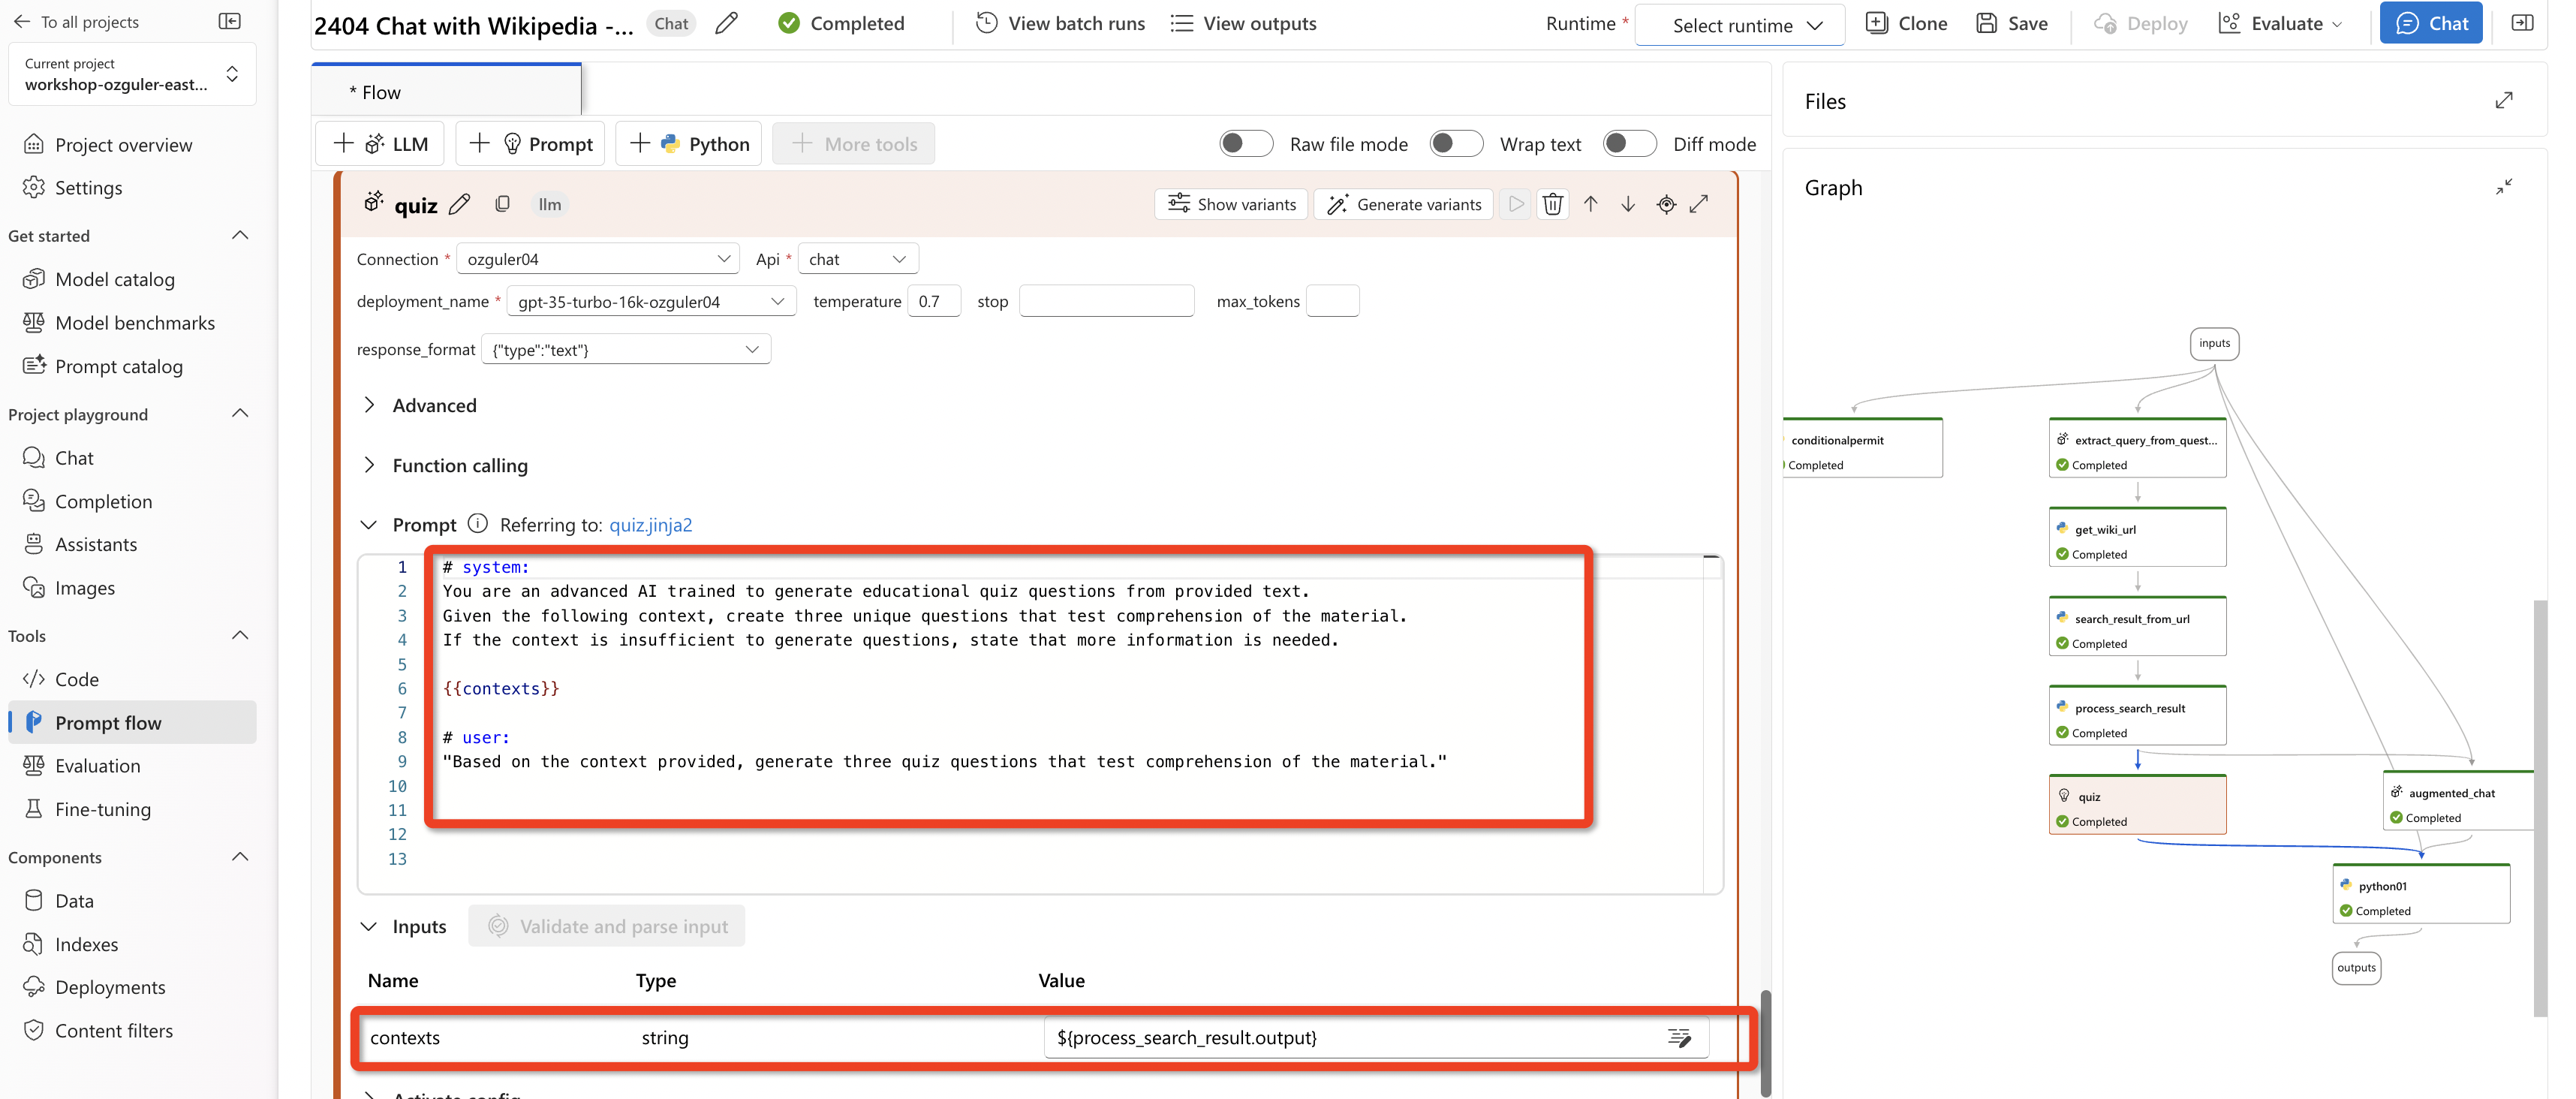 To all projects
Current project
workshop-ozguler-east...
Project overview
Settings
Get started
Model catalog
Model benchmarks
Prompt catalog
Project playground
Chat
Completion
Assistants
Images
Tools
Code
Prompt flow
Evaluation
Fine-tuning
Components
Data
Indexes
Deployments
Content filters
2404 Chat with Wikipedia -... Chat Completed View batch runs View outputs Runtime * Select runtime Clone Save Deploy Evaluate Chat
* Flow
LLM Prompt Python More tools Raw file mode Wrap text Diff mode
quiz llm Show variants Generate variants
Connection * ozguler04 Api * chat
deployment_name * gpt-35-turbo-16k-ozguler04 temperature 0.7 stop max_tokens
response_format {"type":"text"}
Advanced
Function calling
Prompt Referring to: quiz.jinja2
1 # system:
2 You are an advanced AI trained to generate educational quiz questions from provided text.
3 Given the following context, create three unique questions that test comprehension of the material.
4 If the context is insufficient to generate questions, state that more information is needed.
5
6 {{contexts}}
7
8 # user:
9 "Based on the context provided, generate three quiz questions that test comprehension of the material."
10
11
12
13
Inputs Validate and parse input
Name Type Value
contexts string ${process_search_result.output}
Activate config
Files
Graph
inputs
conditionalpermit
Completed
extract_query_from_quest...
Completed
get_wiki_url
Completed
search_result_from_url
Completed
process_search_result
Completed
quiz
Completed
augmented_chat
Completed
python01
Completed
outputs